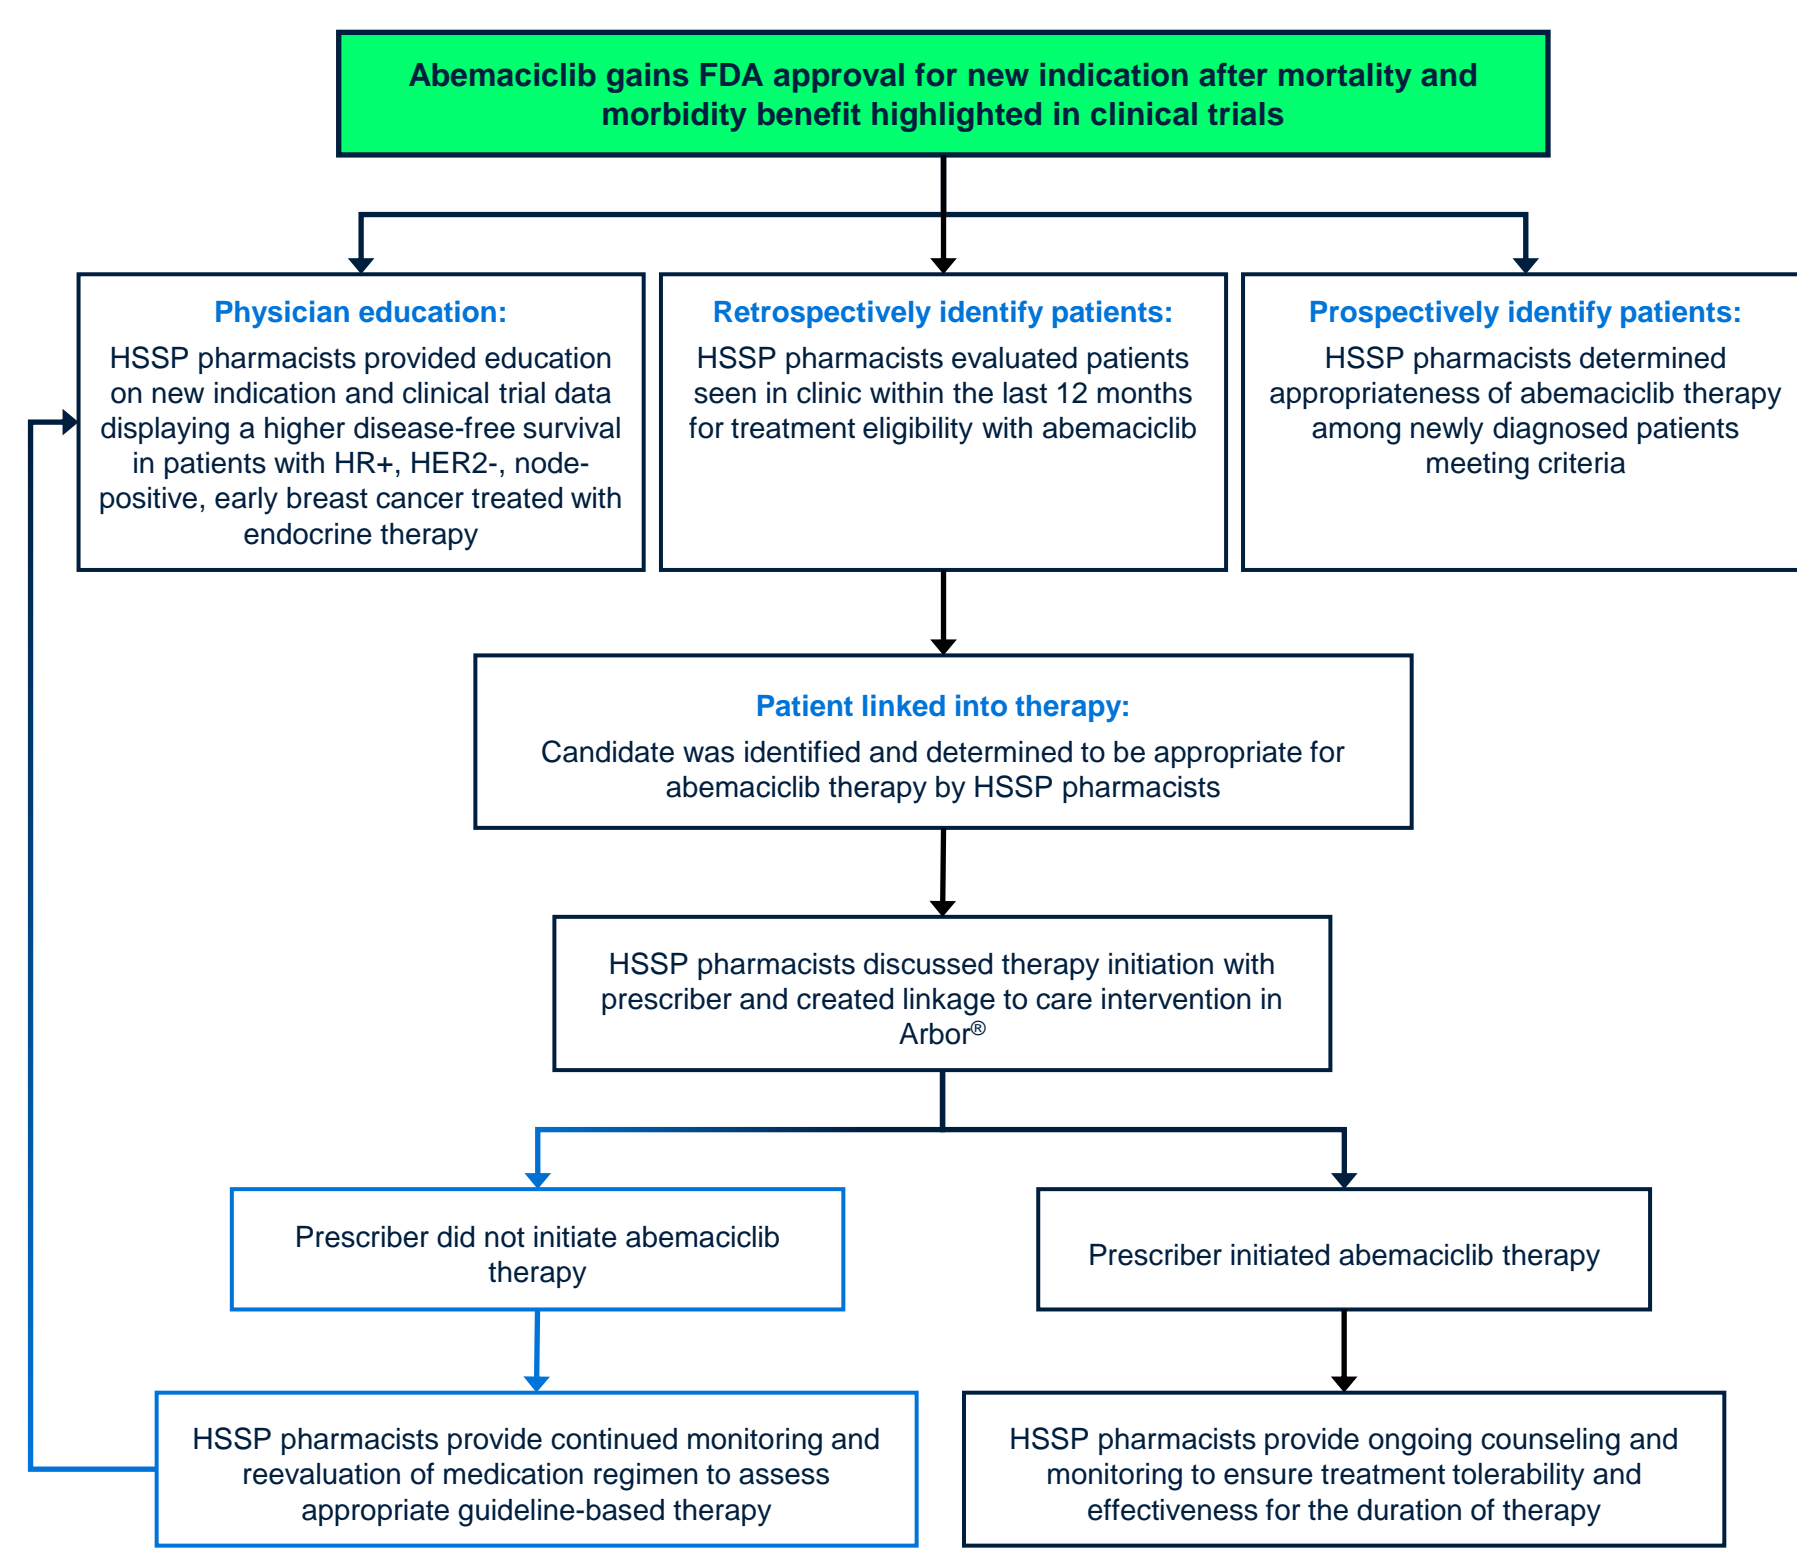 Abemaciclib gains FDA approval for new indication after mortality and
morbidity benefit highlighted in clinical trials
Physician education:
HSSP pharmacists provided education
on new indication and clinical trial data
displaying a higher disease-free survival
in patients with HR+, HER2-, node-
positive, early breast cancer treated with
endocrine therapy
Retrospectively identify patients:
HSSP pharmacists evaluated patients
seen in clinic within the last 12 months
for treatment eligibility with abemaciclib
Prospectively identify patients:
HSSP pharmacists determined
appropriateness of abemaciclib therapy
among newly diagnosed patients
meeting criteria
Patient linked into therapy:
Candidate was identified and determined to be appropriate for
abemaciclib therapy by HSSP pharmacists
HSSP pharmacists discussed therapy initiation with
prescriber and created linkage to care intervention in
Arbor®
Prescriber did not initiate abemaciclib
therapy
Prescriber initiated abemaciclib therapy
HSSP pharmacists provide continued monitoring and
reevaluation of medication regimen to assess
appropriate guideline-based therapy
HSSP pharmacists provide ongoing counseling and
monitoring to ensure treatment tolerability and
effectiveness for the duration of therapy